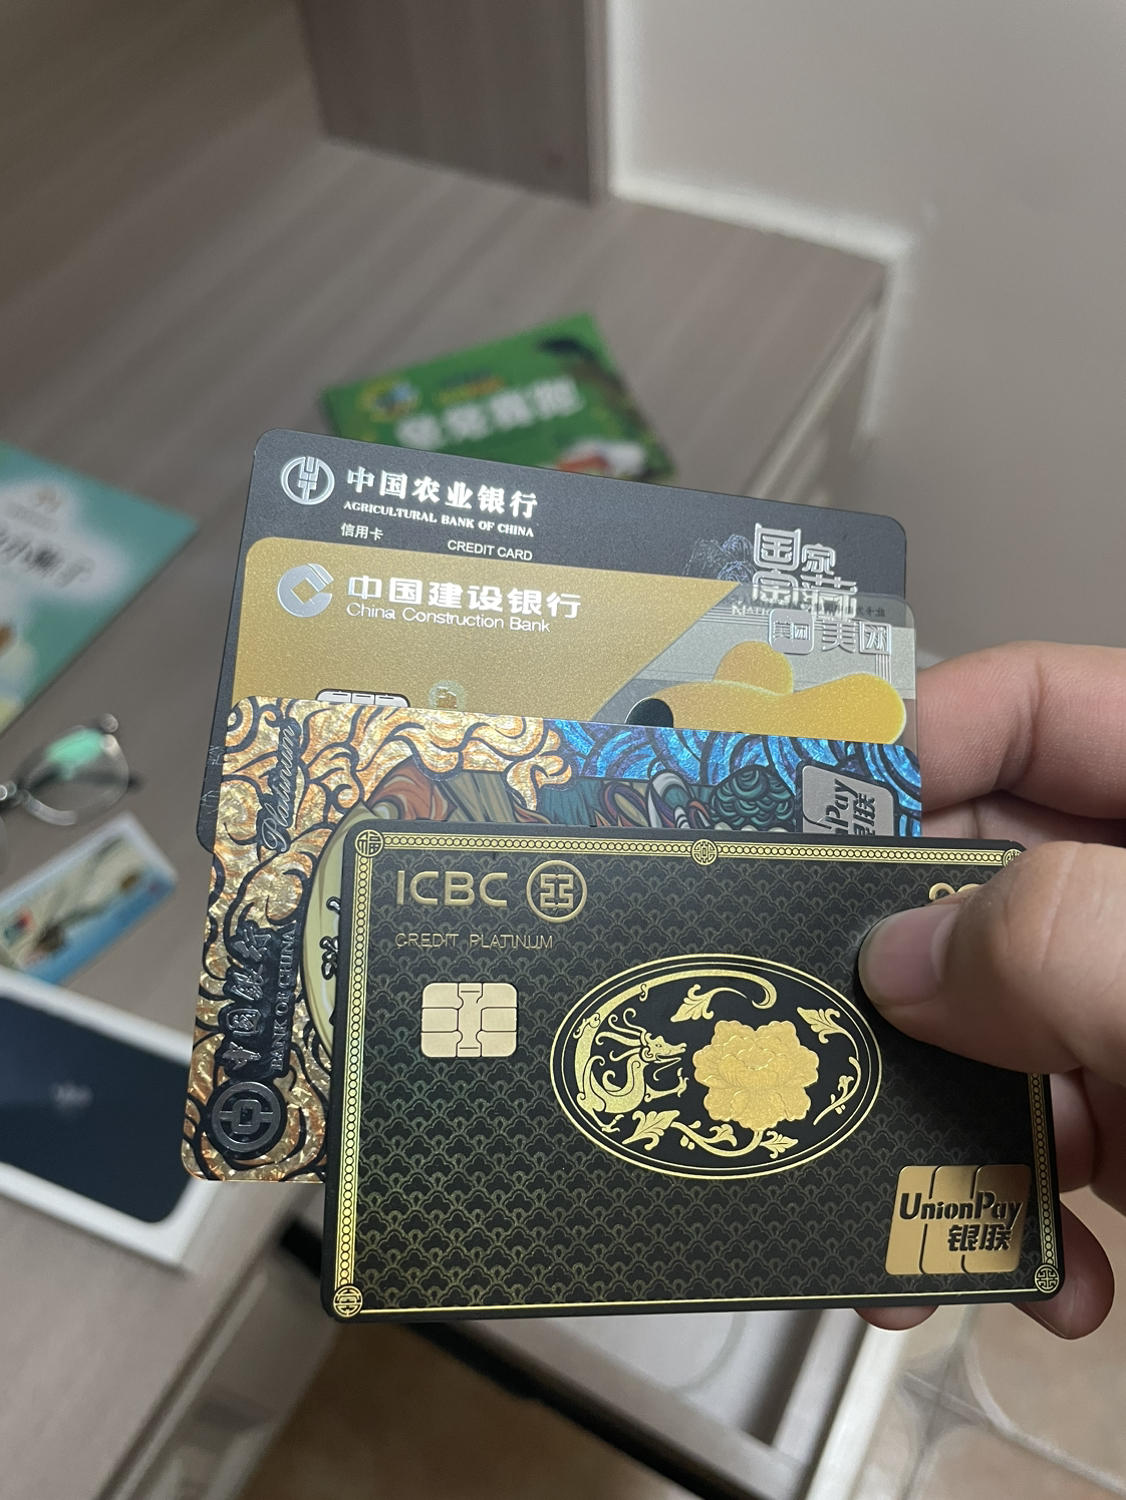 中国农业银行
AGRICULTURAL BANK OF CHINA
信用卡
CREDIT CARD
国家
宝藏
中国建设银行
China Construction Bank
美团
美团
Platinum
中国银行
BANK OF CHINA
ICBC
CREDIT PLATINUM
UnionPay
银联